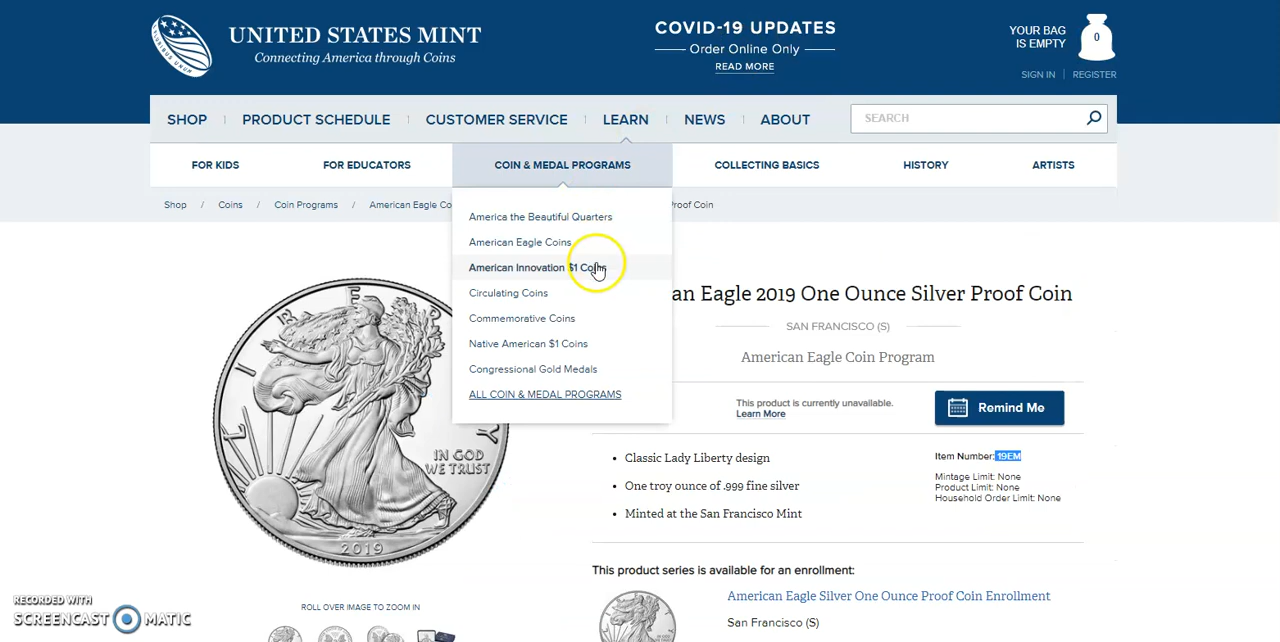 UNITED STATES MINT
Connecting America through Coins
COVID-19 UPDATES
Order Online Only
READ MORE
YOUR BAG
IS EMPTY
0
SIGN IN | REGISTER
SHOP
PRODUCT SCHEDULE
CUSTOMER SERVICE
LEARN
NEWS
ABOUT
SEARCH
FOR KIDS
FOR EDUCATORS
COIN & MEDAL PROGRAMS
COLLECTING BASICS
HISTORY
ARTISTS
Shop / Coins / Coin Programs / American Eagle Co
Proof Coin
America the Beautiful Quarters
American Eagle Coins
American Innovation $1 Coins
Circulating Coins
Commemorative Coins
Native American $1 Coins
Congressional Gold Medals
ALL COIN & MEDAL PROGRAMS
an Eagle 2019 One Ounce Silver Proof Coin
SAN FRANCISCO (S)
American Eagle Coin Program
This product is currently unavailable.
Learn More
Remind Me
Classic Lady Liberty design
One troy ounce of .999 fine silver
Minted at the San Francisco Mint
Item Number: 19EM
Mintage Limit: None
Product Limit: None
Household Order Limit: None
This product series is available for an enrollment:
American Eagle Silver One Ounce Proof Coin Enrollment
San Francisco (S)
L I B E R T Y
IN GOD
WE TRUST
2019
ROLL OVER IMAGE TO ZOOM IN
RECORDED WITH
SCREENCAST MATIC